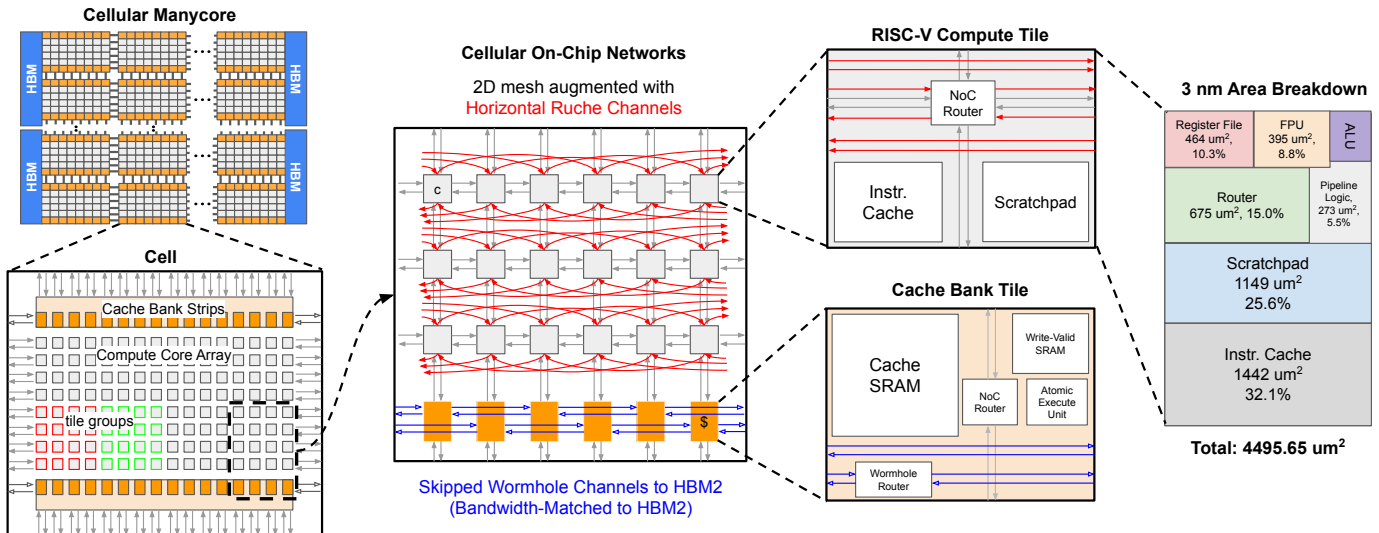 Cellular Manycore
HBM
HBM
HBM
HBM
Cell
Cache Bank Strips
Compute Core Array
tile groups
Cellular On-Chip Networks
2D mesh augmented with
Horizontal Ruche Channels
c
$
Skipped Wormhole Channels to HBM2
(Bandwidth-Matched to HBM2)
RISC-V Compute Tile
NoC
Router
Instr.
Cache
Scratchpad
Cache Bank Tile
Cache
SRAM
Write-Valid
SRAM
NoC
Router
Atomic
Execute
Unit
Wormhole
Router
3 nm Area Breakdown
Register File
464 um²,
10.3%
FPU
395 um²,
8.8%
ALU
Router
675 um², 15.0%
Pipeline
Logic,
273 um²,
5.5%
Scratchpad
1149 um²
25.6%
Instr. Cache
1442 um²
32.1%
Total: 4495.65 um²